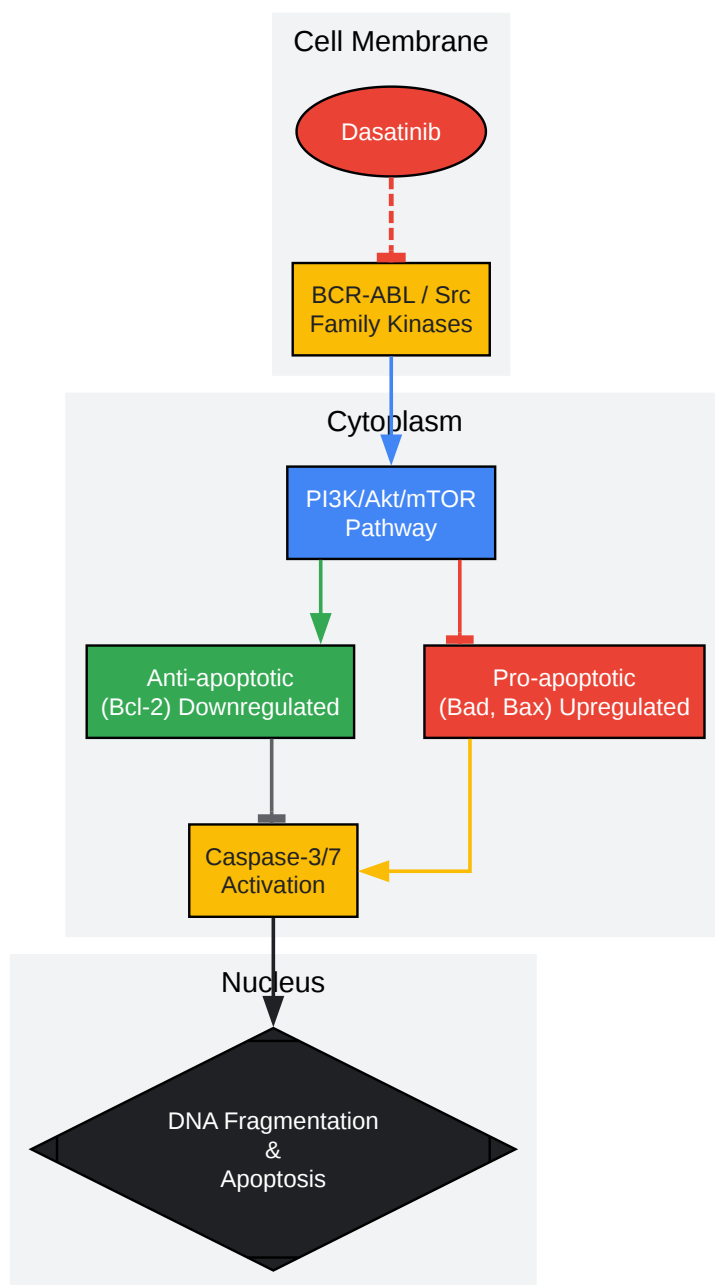 Cell Membrane
Dasatinib
BCR-ABL / Src
Family Kinases
Cytoplasm
PI3K/Akt/mTOR
Pathway
Anti-apoptotic
(Bcl-2) Downregulated
Pro-apoptotic
(Bad, Bax) Upregulated
Caspase-3/7
Activation
Nucleus
DNA Fragmentation
&
Apoptosis